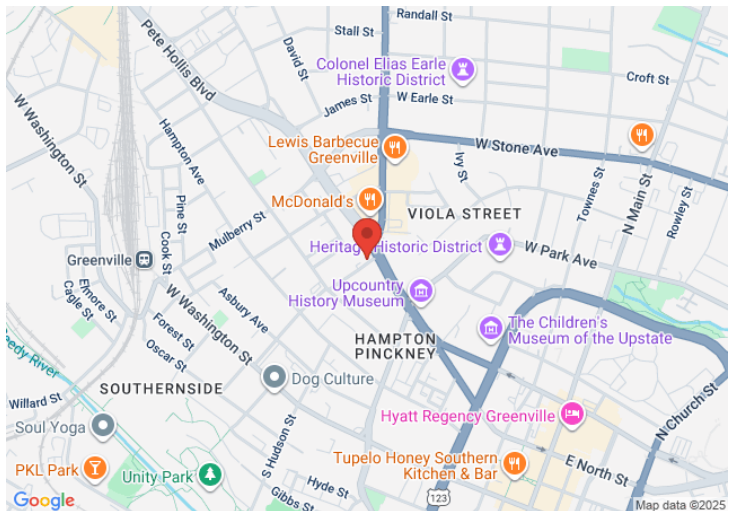 Randall St
Stall St
Pete Hollis Blvd
David St
Colonel Elias Earle
Historic District
Croft St
W Earle St
James St
W Washington St
Hampton Ave
Lewis Barbecue
Greenville
W Stone Ave
Ivy St
Townes St
N Main St
Rowley St
McDonald's
VIOLA STREET
Pine St
Mulberry St
Heritage Historic District
W Park Ave
Greenville
Cook St
Elmore St
Cagle St
Upcountry
History Museum
W Washington St
Asbury Ave
Forest St
Oscar St
The Children's
Museum of the Upstate
HAMPTON
PINCKNEY
Reedy River
Dog Culture
SOUTHERNSIDE
Willard St
Soul Yoga
Hyatt Regency Greenville
N Church St
S Hudson St
Tupelo Honey Southern
Kitchen & Bar
E North St
PKL Park
Unity Park
Hyde St
Gibbs St
123
Google
Map data ©2025